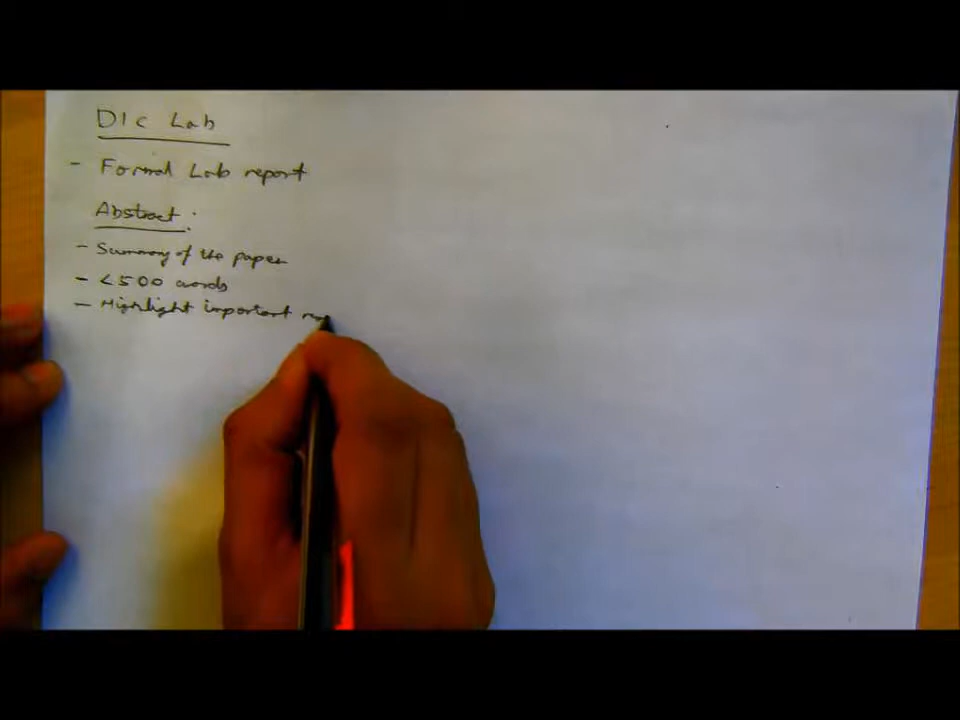 DIC Lab
- Formal Lab report
Abstract :
- Summary of the paper
- <500 words
- Highlight important